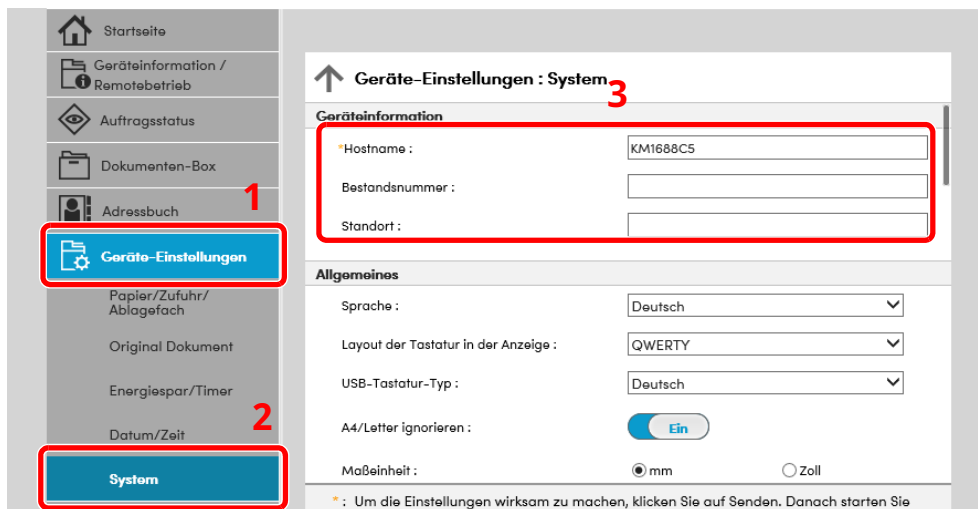 Startseite
Geräteinformation /
Remotebetrieb
Auftragsstatus
Dokumenten-Box
1
Adressbuch
Geräte-Einstellungen
Papier/Zufuhr/
Ablagefach
Original Dokument
Energiespar/Timer
2
Datum/Zeit
System
Geräte-Einstellungen : System
3
Geräteinformation
*Hostname : KM1688C5
Bestandsnummer :
Standort :
Allgemeines
Sprache : Deutsch
Layout der Tastatur in der Anzeige : QWERTY
USB-Tastatur-Typ : Deutsch
A4/Letter ignorieren : Ein
Maßeinheit : mm Zoll
* : Um die Einstellungen wirksam zu machen, klicken Sie auf Senden. Danach starten Sie